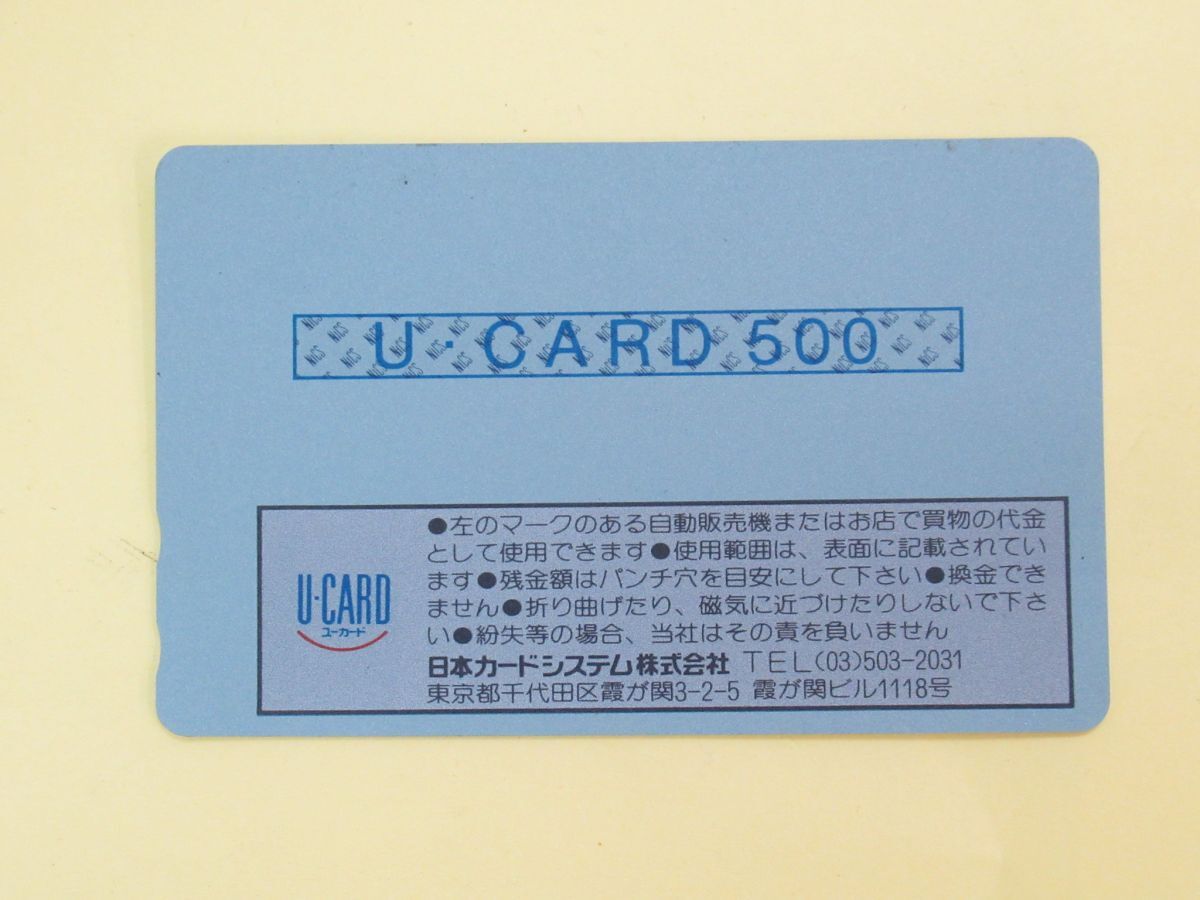 U・CARD 500
●左のマークのある自動販売機またはお店で買物の代金
として使用できます●使用範囲は、表面に記載されてい
ます●残金額はパンチ穴を目安にして下さい●換金でき
ません●折り曲げたり、磁気に近づけたりしないで下さ
い●紛失等の場合、当社はその責を負いません
日本カードシステム株式会社 TEL(03)503-2031
東京都千代田区霞が関3-2-5 霞が関ビル1118号
U・CARD
ユーカード